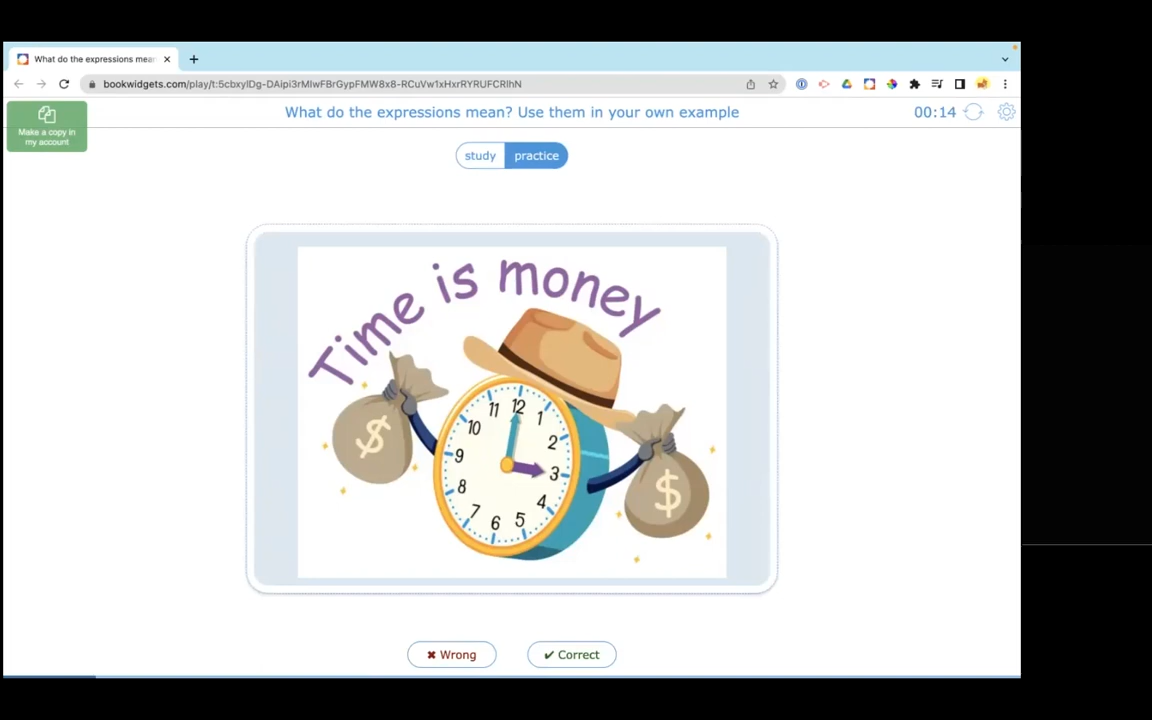 What do the expressions mea
bookwidgets.com/play/t:5cbxylDg-DAipi3rMIwFBrGypFMW8x8-RCuVw1xHxrRYRUFCRlhN
Make a copy in
my account
What do the expressions mean? Use them in your own example
00:14
study practice
Time is money
$
$
12
1
2
3
4
5
6
7
8
9
10
11
✖ Wrong
✔ Correct